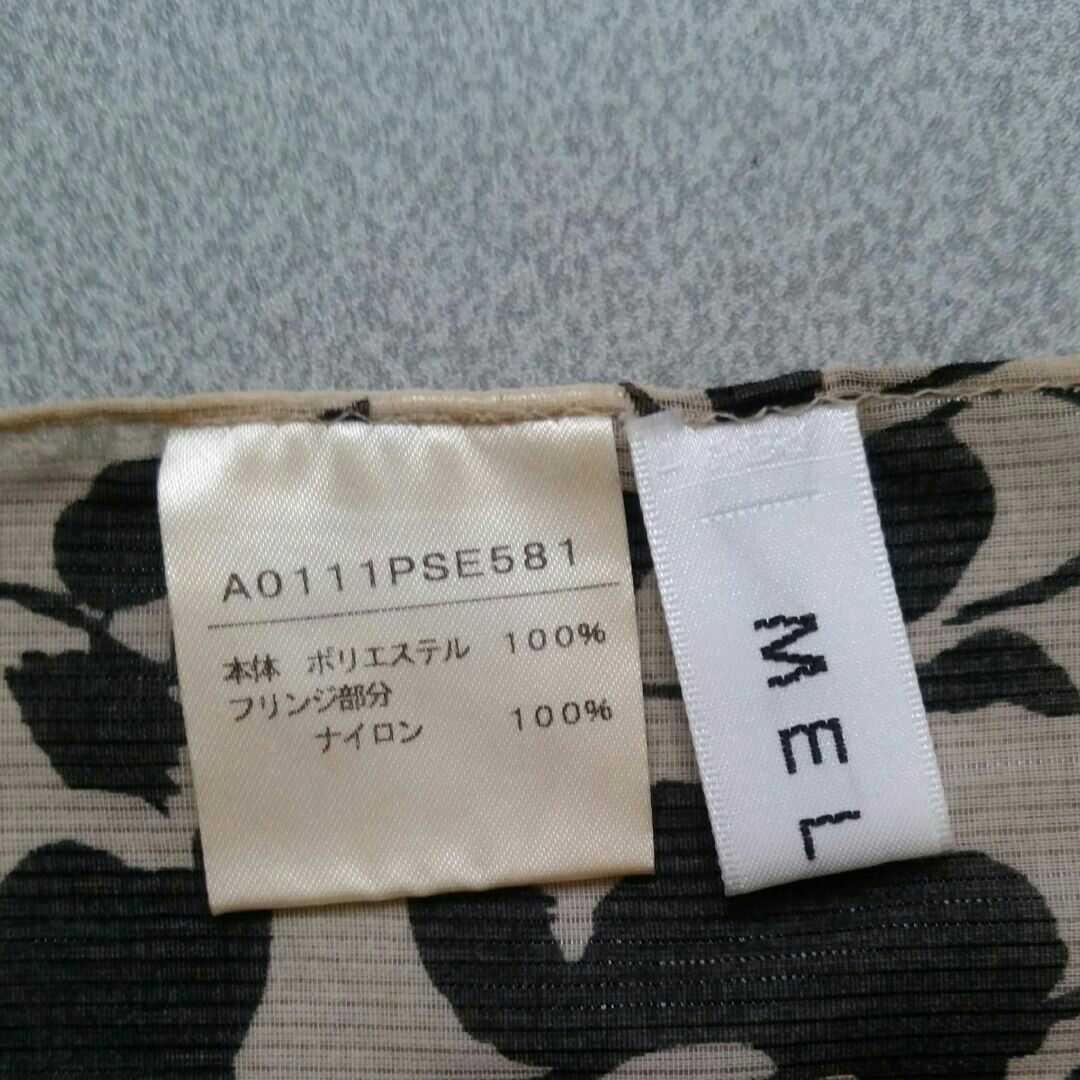 A0111PSE581
本体 ポリエステル 100%
フリンジ部分
ナイロン 100%
MEL